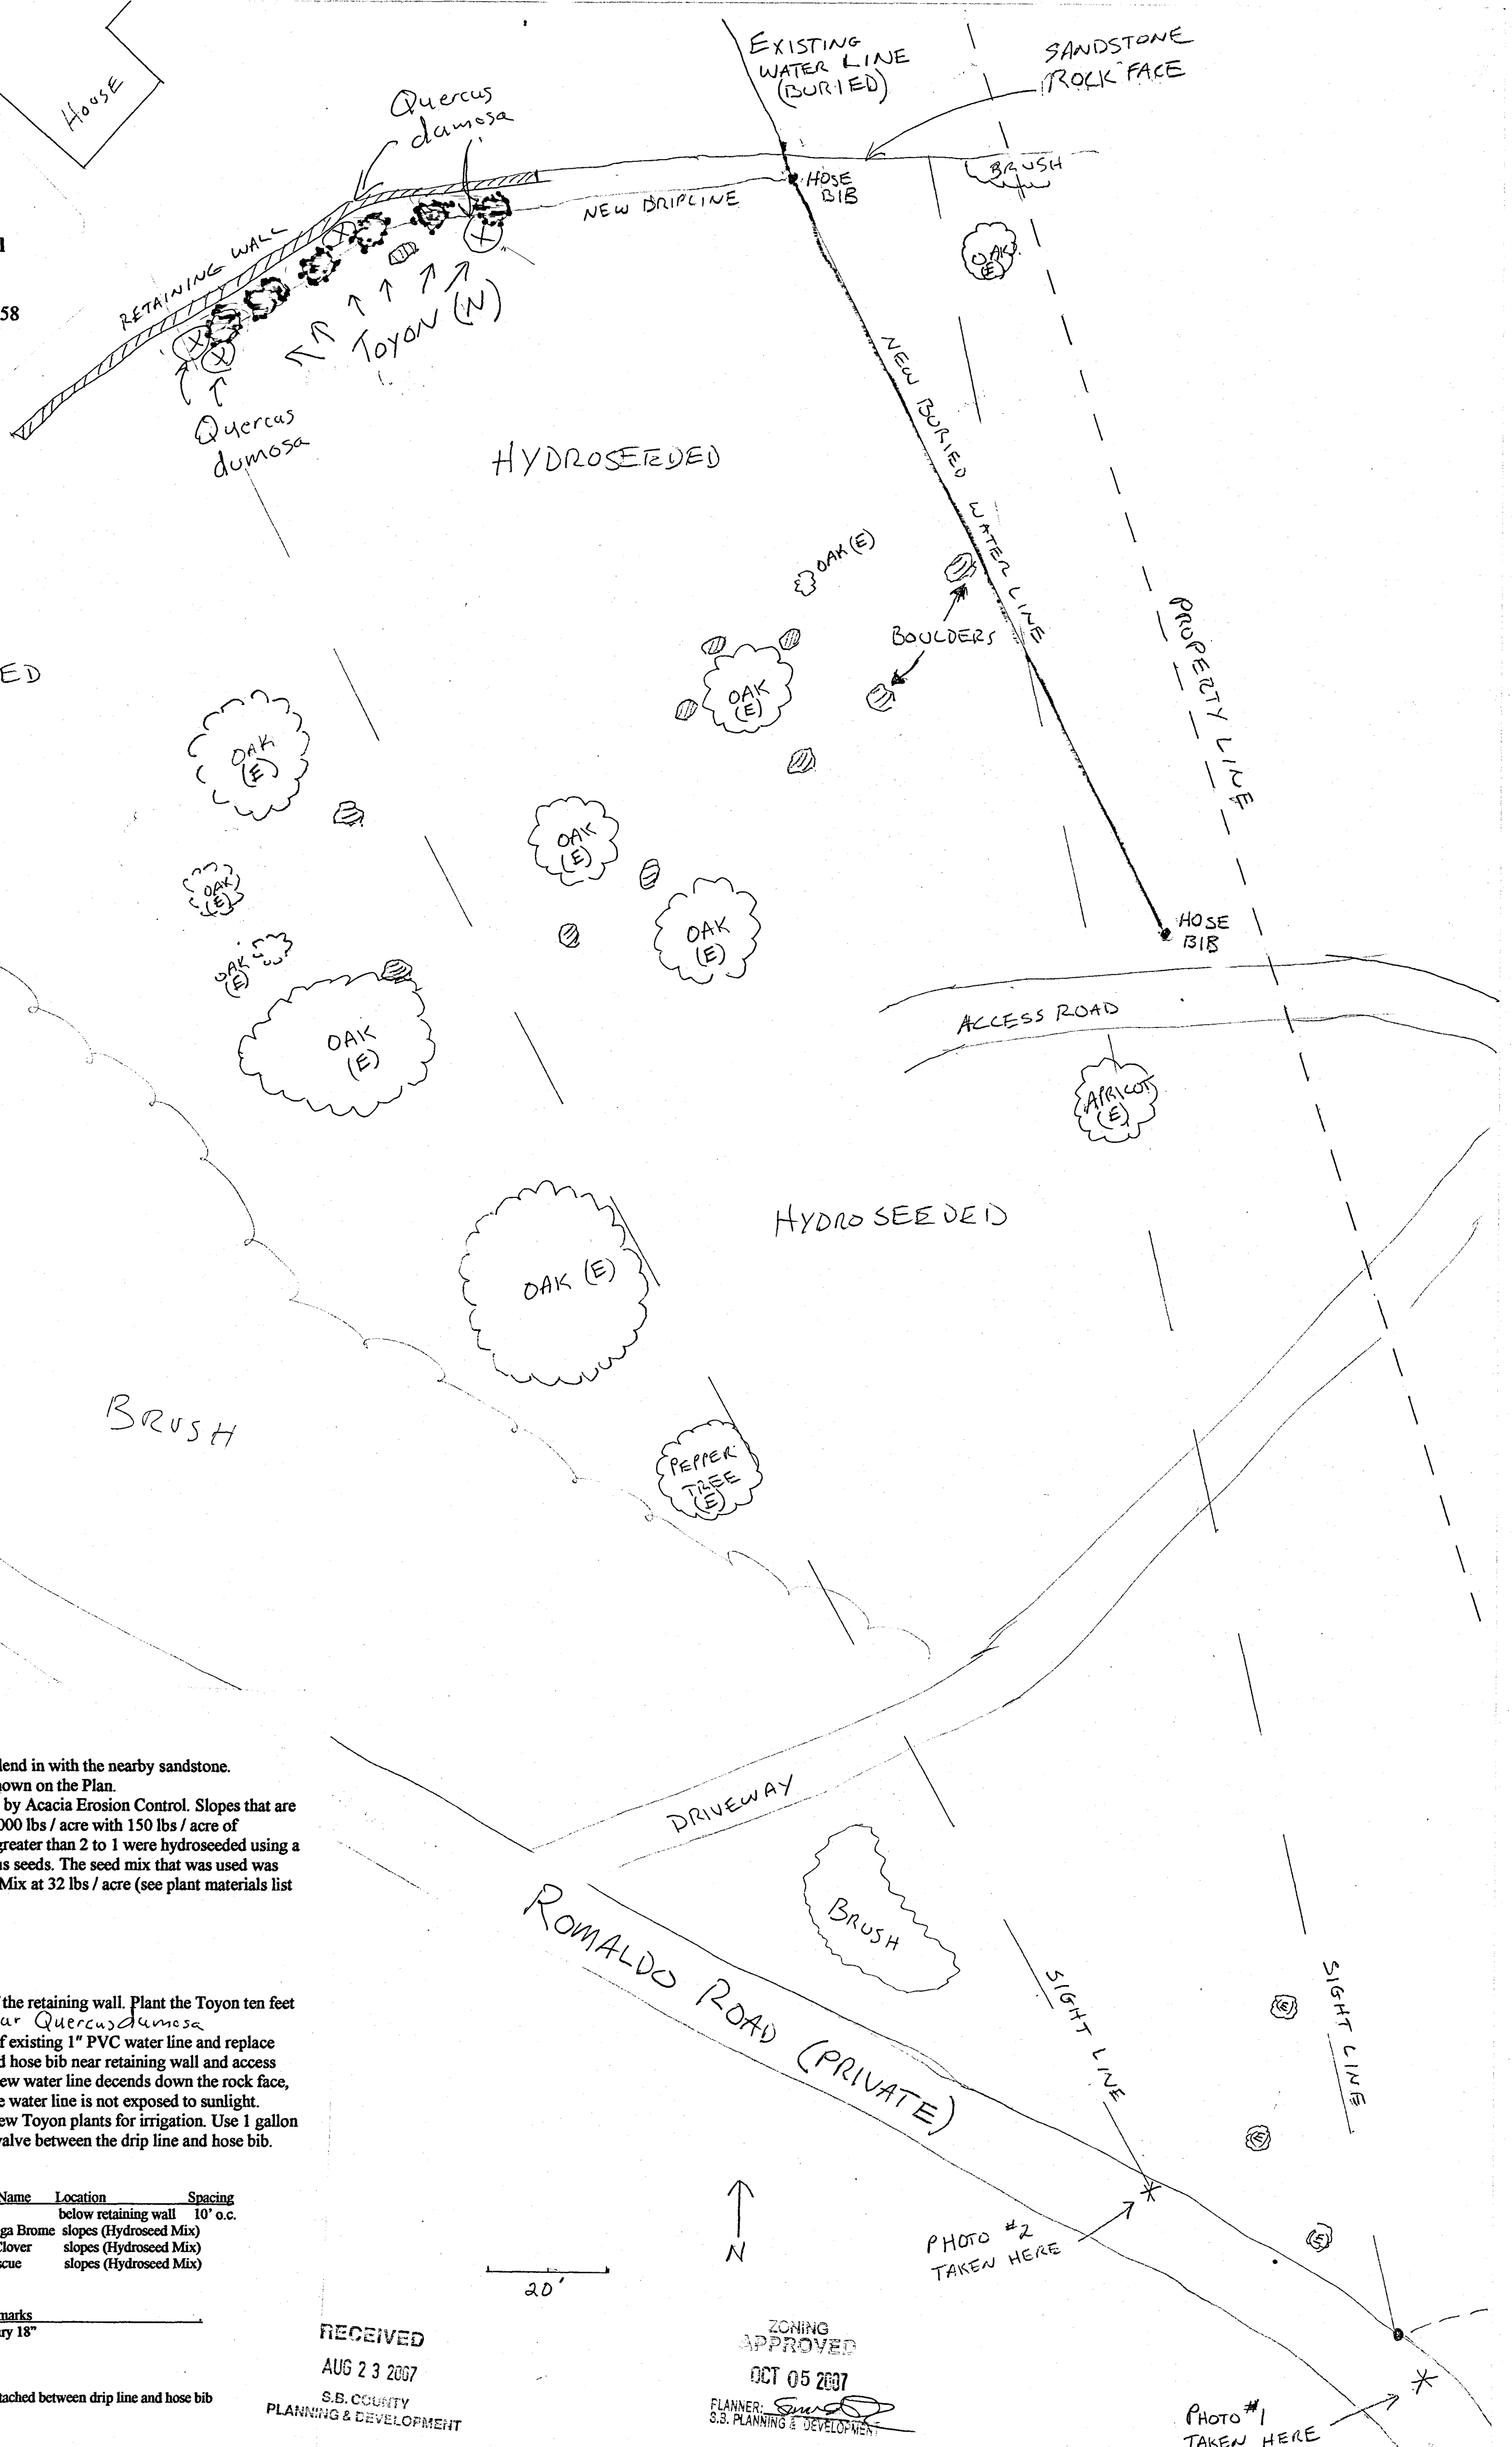 HOUSE
EXISTING
WATER LINE
(BURIED)
SANDSTONE
ROCK FACE
Quercus
damosa
BRUSH
HOSE
BIB
NEW DRIPLINE
RETAINING WALL
OAK
(E)
58
TOYON (N)
Quercus
dumosa
HYDROSEEDED
NEW BURIED WATER LINE
OAK (E)
BOULDERS
PROPERTY LINE
ED
OAK
(E)
OAK
(E)
OAK
(E)
OAK
(E)
OAK
(E)
OAK
(E)
HOSE
BIB
OAK
(E)
ACCESS ROAD
APRICOT
(E)
HYDROSEEDED
OAK (E)
BRUSH
PEPPER
TREE
(E)
lend in with the nearby sandstone.
own on the Plan.
by Acacia Erosion Control. Slopes that are
000 lbs / acre with 150 lbs / acre of
greater than 2 to 1 were hydroseeded using a
s seeds. The seed mix that was used was
Mix at 32 lbs / acre (see plant materials list
DRIVEWAY
BRUSH
ROMALDO ROAD (PRIVATE)
SIGHT LINE
SIGHT LINE
(E)
(E)
(E)
the retaining wall. Plant the Toyon ten feet
ur Quercus dumosa
f existing 1" PVC water line and replace
d hose bib near retaining wall and access
ew water line decends down the rock face,
e water line is not exposed to sunlight.
ew Toyon plants for irrigation. Use 1 gallon
valve between the drip line and hose bib.
Name Location Spacing
below retaining wall 10' o.c.
ga Brome slopes (Hydroseed Mix)
Clover slopes (Hydroseed Mix)
scue slopes (Hydroseed Mix)
marks
ry 18"
tached between drip line and hose bib
N
20'
PHOTO #2
TAKEN HERE
PHOTO #1
TAKEN HERE
RECEIVED
AUG 23 2007
S.B. COUNTY
PLANNING & DEVELOPMENT
ZONING
APPROVED
OCT 05 2007
PLANNER:
S.B. PLANNING & DEVELOPMENT